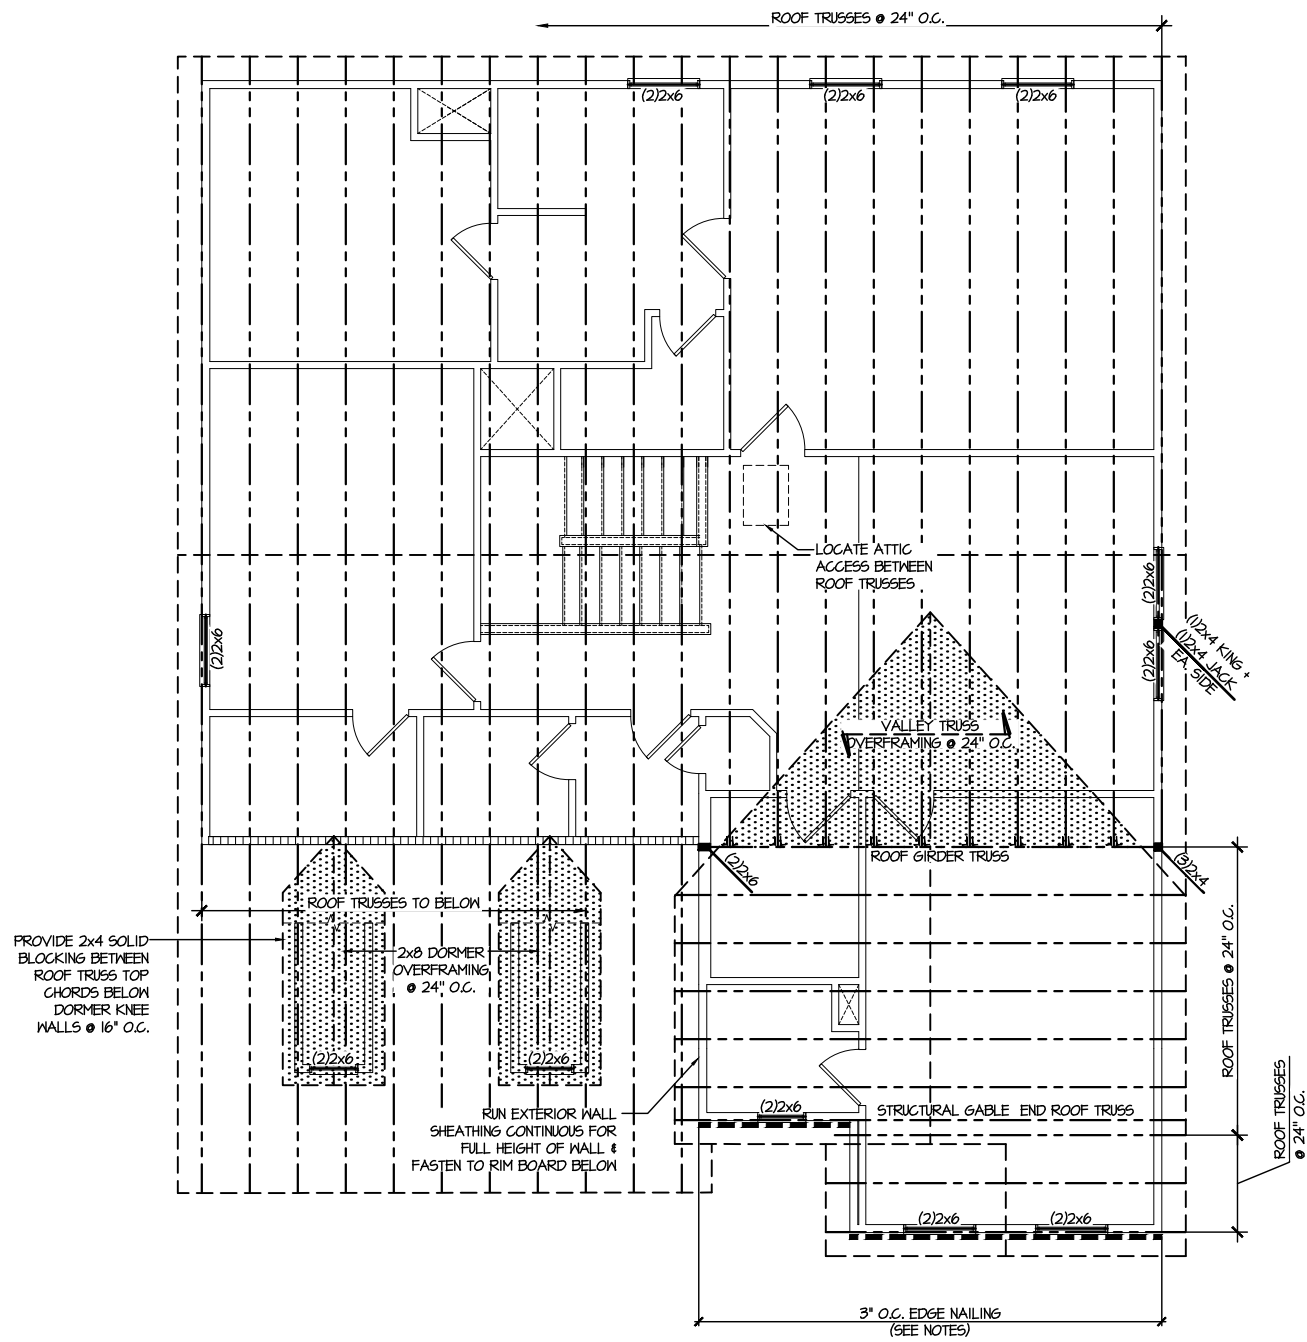 ROOF TRUSSES @ 24" O.C.
(2)2x6
(2)2x6
(2)2x6
LOCATE ATTIC
ACCESS BETWEEN
ROOF TRUSSES
(2)2x6
(2)2x6
(2)2x6
(1)2x4 KING +
(1)2x4 JACK
EA. SIDE
VALLEY TRUSS
OVERFRAMING @ 24" O.C.
ROOF GIRDER TRUSS
(2)2x6
(3)2x4
ROOF TRUSSES TO BELOW
PROVIDE 2x4 SOLID
BLOCKING BETWEEN
ROOF TRUSS TOP
CHORDS BELOW
DORMER KNEE
WALLS @ 16" O.C.
2x8 DORMER
OVERFRAMING
@ 24" O.C.
ROOF TRUSSES @ 24" O.C.
(2)2x6
(2)2x6
ROOF TRUSSES
@ 24" O.C.
RUN EXTERIOR WALL
SHEATHING CONTINUOUS FOR
FULL HEIGHT OF WALL &
FASTEN TO RIM BOARD BELOW
(2)2x6
STRUCTURAL GABLE END ROOF TRUSS
(2)2x6
(2)2x6
3" O.C. EDGE NAILING
(SEE NOTES)